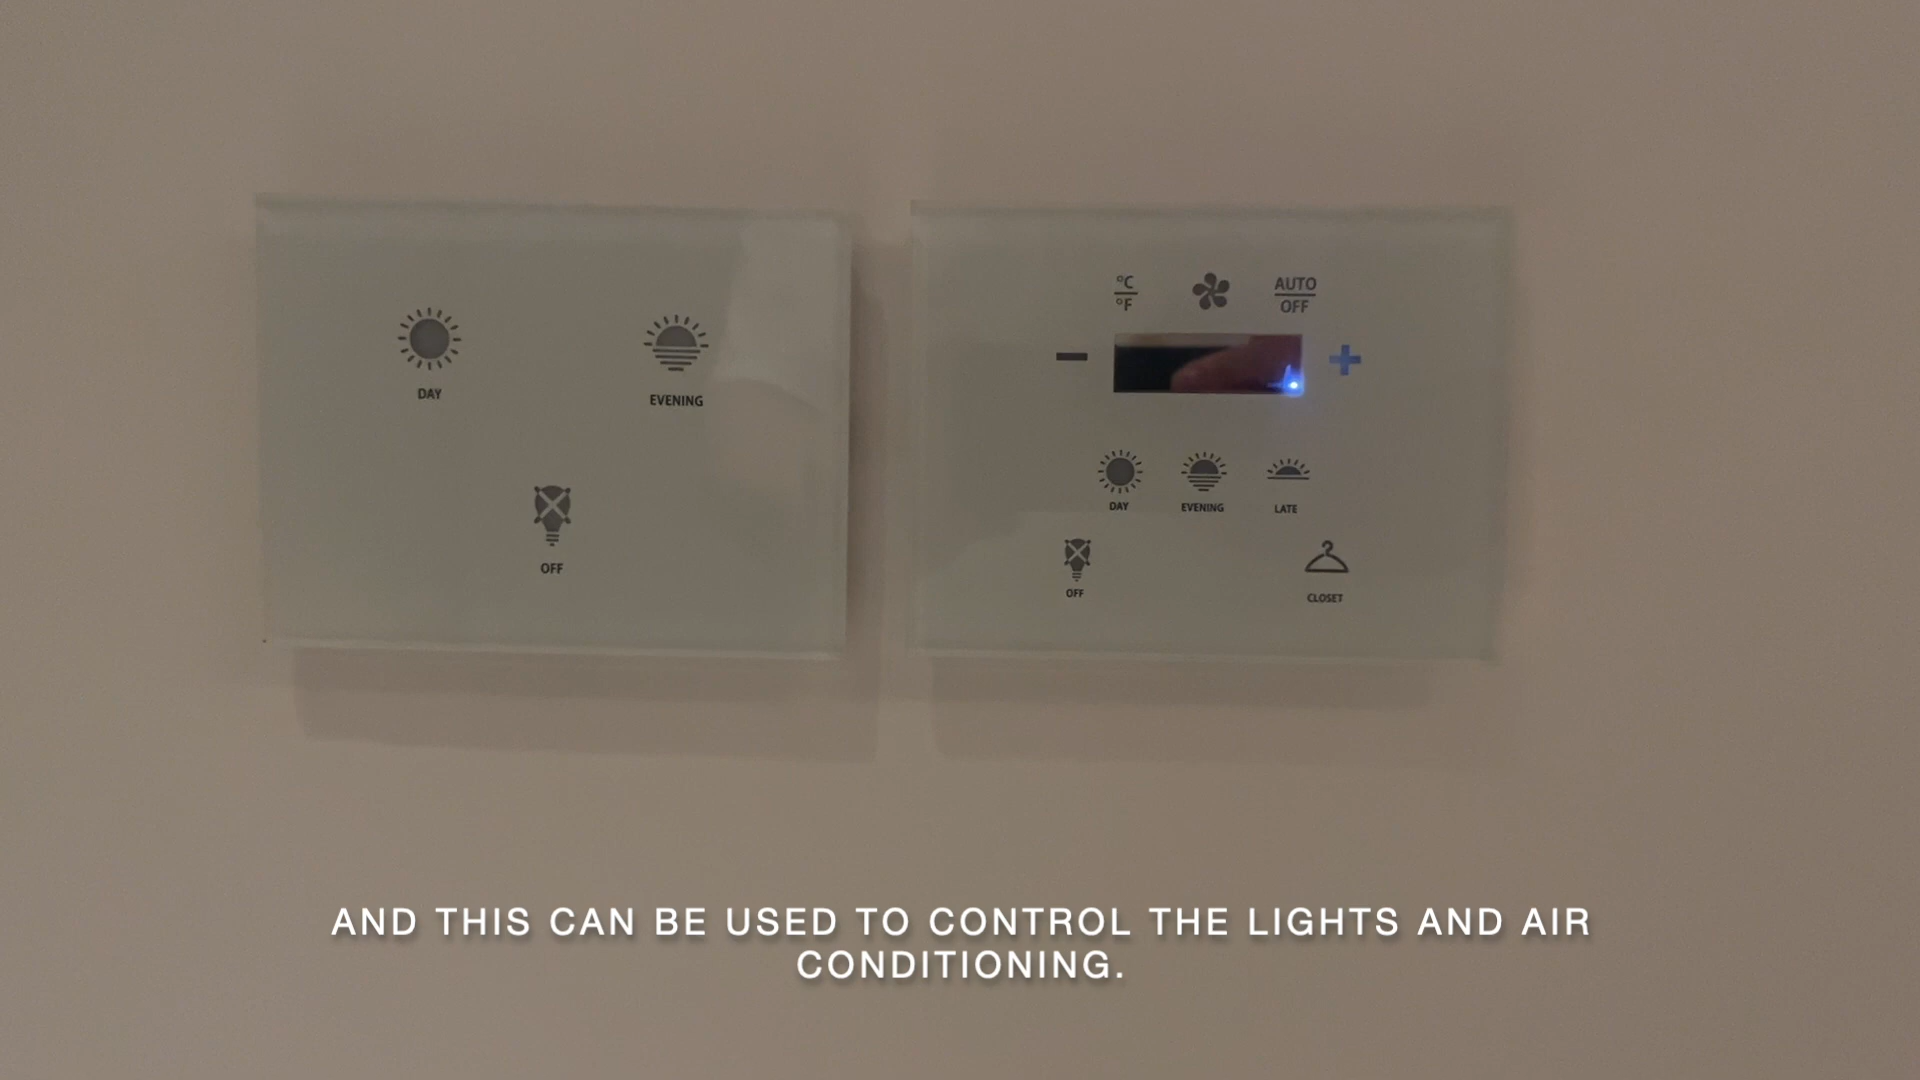 DAY
EVENING
OFF
°C
°F
AUTO
OFF
DAY
EVENING
LATE
OFF
CLOSET
AND THIS CAN BE USED TO CONTROL THE LIGHTS AND AIR
CONDITIONING.